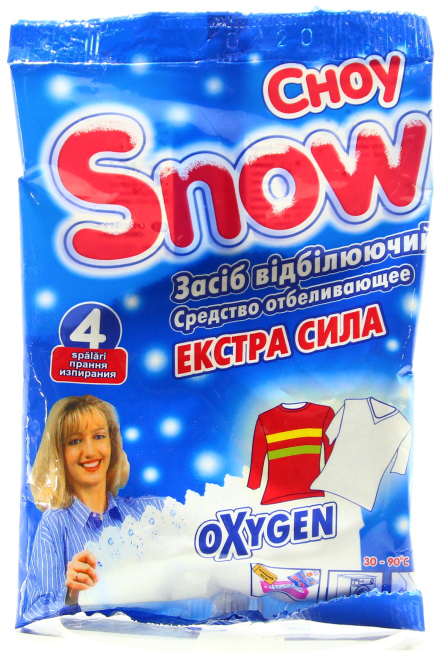 Сноу
Snow
Засіб відбілюючий
Средство отбеливающее
ЕКСТРА СИЛА
4
spălări
прання
изпирания
OXYGEN
30 - 90°C